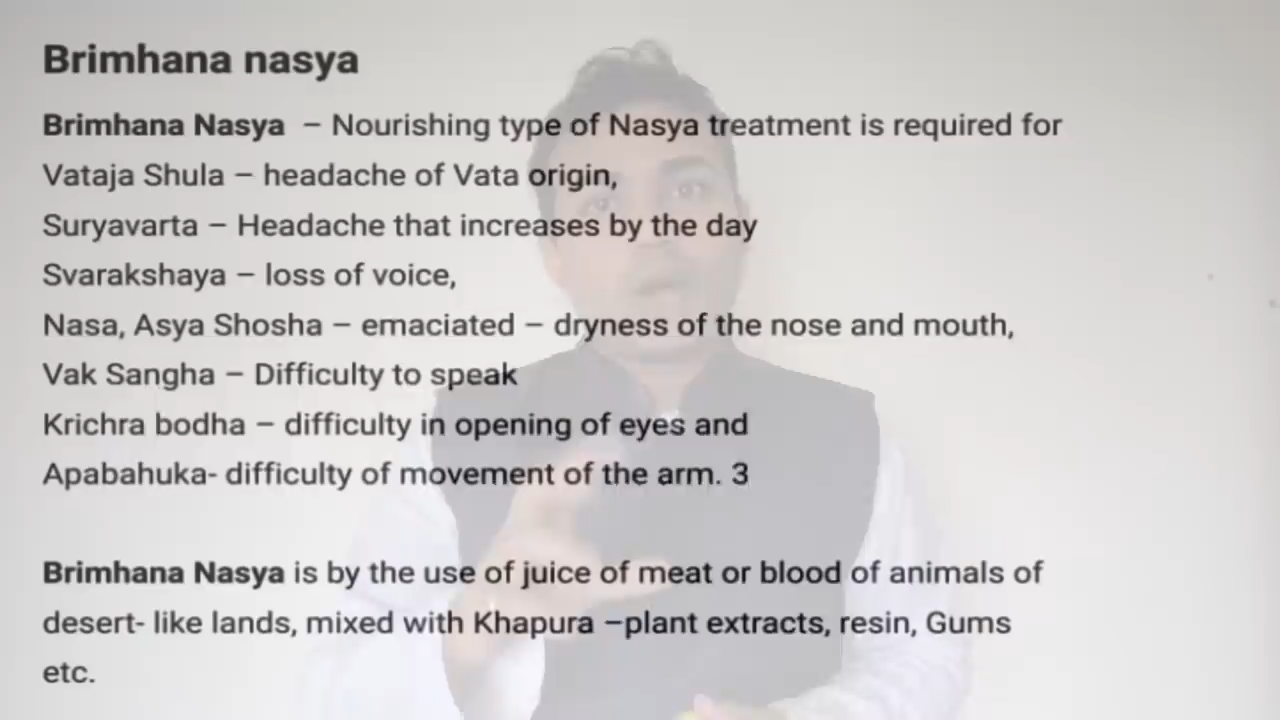 Brimhana nasya
Brimhana Nasya – Nourishing type of Nasya treatment is required for
Vataja Shula – headache of Vata origin,
Suryavarta – Headache that increases by the day
Svarakshaya – loss of voice,
Nasa, Asya Shosha – emaciated – dryness of the nose and mouth,
Vak Sangha – Difficulty to speak
Krichra bodha – difficulty in opening of eyes and
Apabahuka- difficulty of movement of the arm. 3
Brimhana Nasya is by the use of juice of meat or blood of animals of
desert- like lands, mixed with Khapura –plant extracts, resin, Gums
etc.